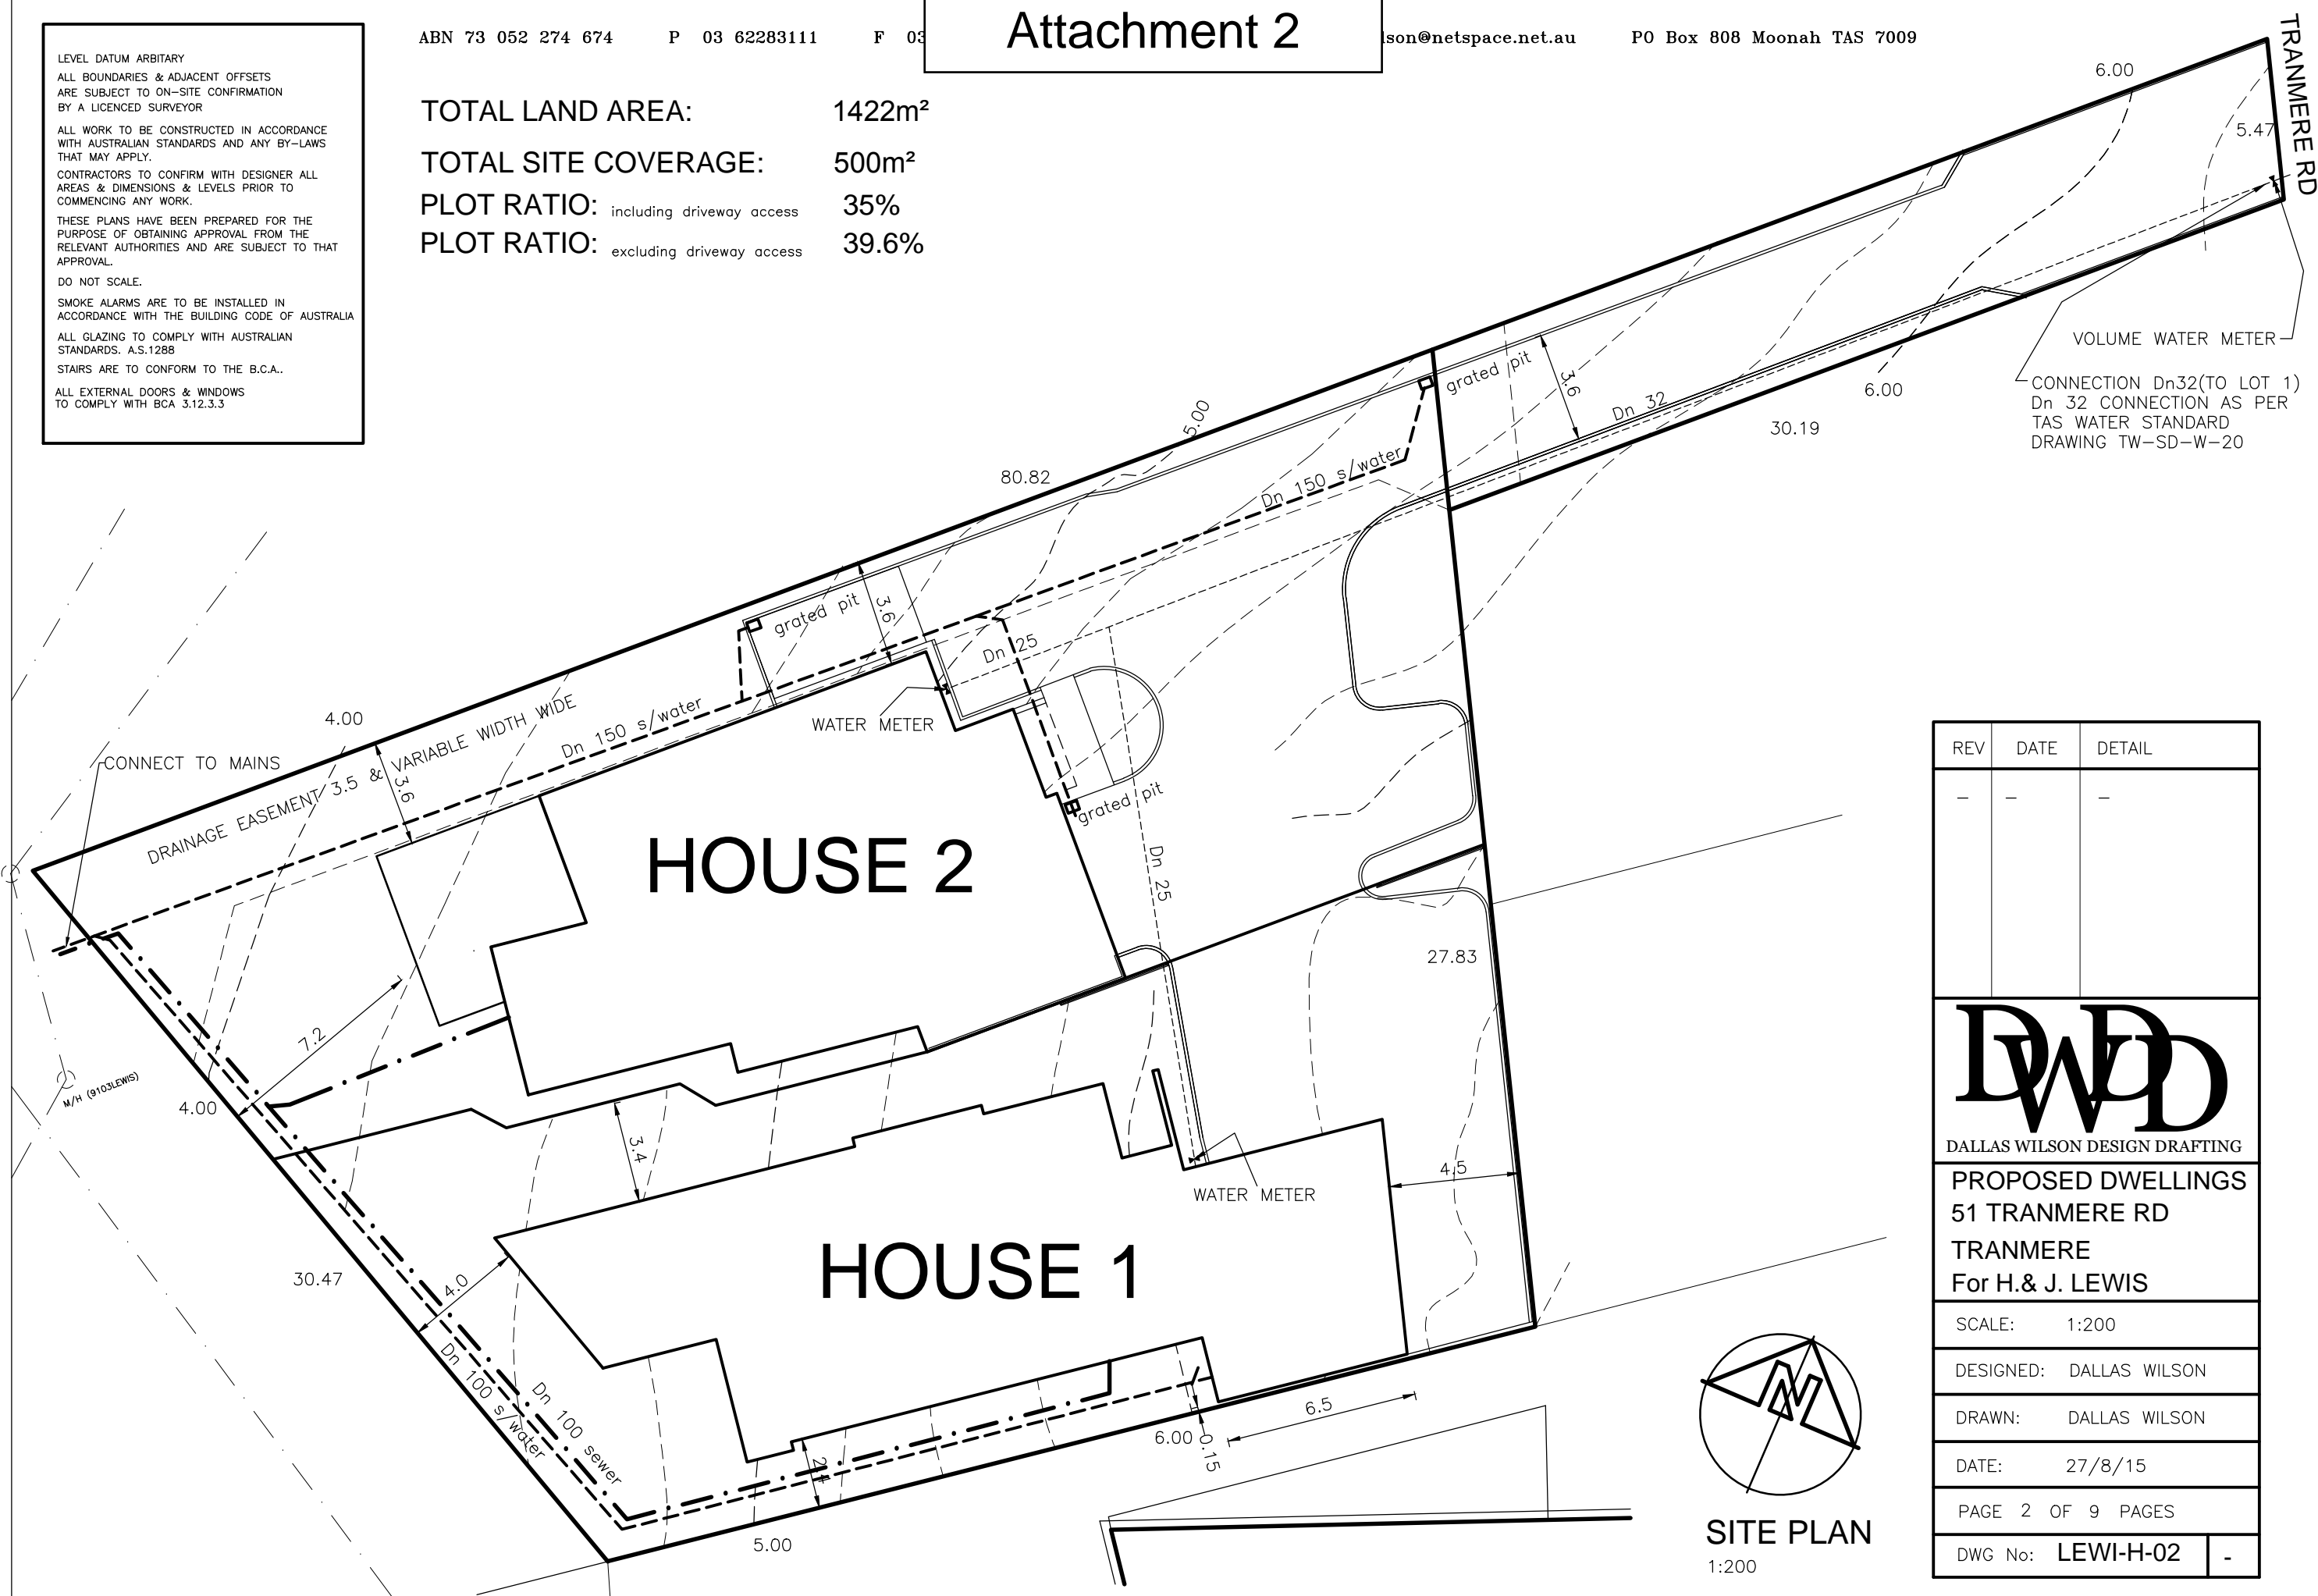 Attachment 2
ABN 73 052 274 674 P 03 62283111 F 03
lson@netspace.net.au PO Box 808 Moonah TAS 7009
LEVEL DATUM ARBITARY
ALL BOUNDARIES & ADJACENT OFFSETS
ARE SUBJECT TO ON-SITE CONFIRMATION
BY A LICENCED SURVEYOR
ALL WORK TO BE CONSTRUCTED IN ACCORDANCE
WITH AUSTRALIAN STANDARDS AND ANY BY-LAWS
THAT MAY APPLY.
CONTRACTORS TO CONFIRM WITH DESIGNER ALL
AREAS & DIMENSIONS & LEVELS PRIOR TO
COMMENCING ANY WORK.
THESE PLANS HAVE BEEN PREPARED FOR THE
PURPOSE OF OBTAINING APPROVAL FROM THE
RELEVANT AUTHORITIES AND ARE SUBJECT TO THAT
APPROVAL.
DO NOT SCALE.
SMOKE ALARMS ARE TO BE INSTALLED IN
ACCORDANCE WITH THE BUILDING CODE OF AUSTRALIA
ALL GLAZING TO COMPLY WITH AUSTRALIAN
STANDARDS. A.S.1288
STAIRS ARE TO CONFORM TO THE B.C.A..
ALL EXTERNAL DOORS & WINDOWS
TO COMPLY WITH BCA 3.12.3.3
TOTAL LAND AREA: 1422m²
TOTAL SITE COVERAGE: 500m²
PLOT RATIO: including driveway access 35%
PLOT RATIO: excluding driveway access 39.6%
TRANMERE RD
6.00
5.47
VOLUME WATER METER
CONNECTION Dn32(TO LOT 1)
Dn 32 CONNECTION AS PER
TAS WATER STANDARD
DRAWING TW-SD-W-20
grated pit
3.6
Dn 32
6.00
30.19
5.00
80.82
Dn 150 s/water
grated pit
3.6
Dn 25
WATER METER
4.00
CONNECT TO MAINS
DRAINAGE EASEMENT 3.5 & VARIABLE WIDTH WIDE
Dn 150 s/water
3.6
grated pit
HOUSE 2
Dn 25
27.83
7.2
M/H (9103LEWIS)
4.00
3.4
WATER METER
4.5
HOUSE 1
30.47
4.0
Dn 100 s/water
Dn 100 sewer
2.4
6.00
0.15
6.5
5.00
SITE PLAN
1:200
N
REV DATE DETAIL
– – –
DWDD
DALLAS WILSON DESIGN DRAFTING
PROPOSED DWELLINGS
51 TRANMERE RD
TRANMERE
For H.& J. LEWIS
SCALE: 1:200
DESIGNED: DALLAS WILSON
DRAWN: DALLAS WILSON
DATE: 27/8/15
PAGE 2 OF 9 PAGES
DWG No: LEWI-H-02 -